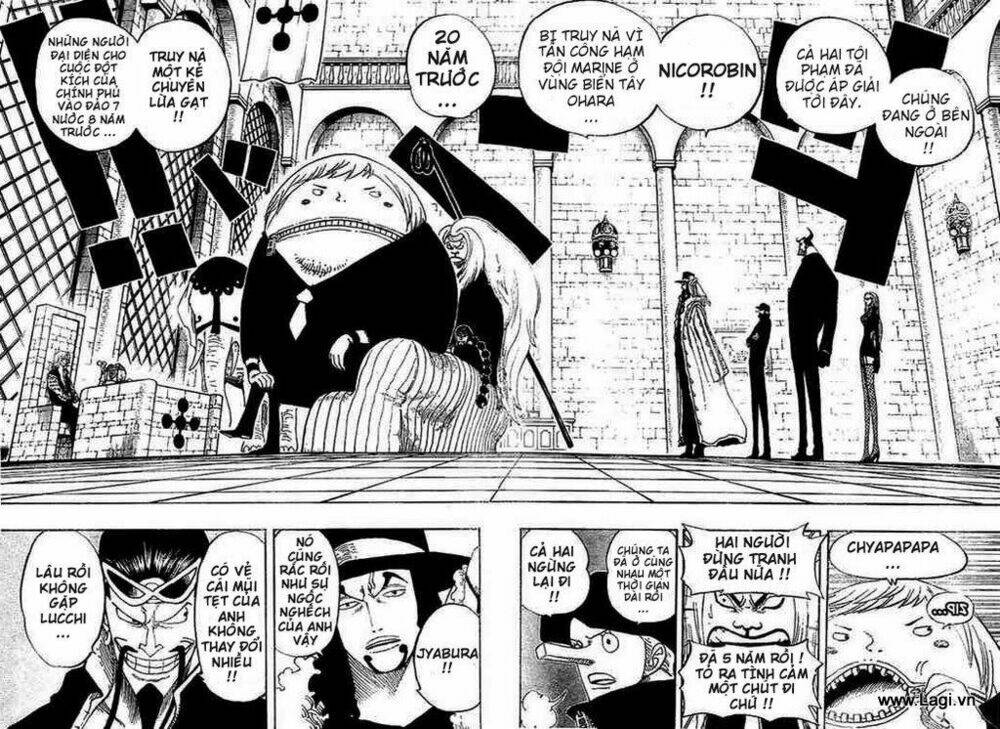 CHÚNG
ĐANG Ở BÊN
NGOÀI
!!
CẢ HAI TỘI
PHẠM ĐÃ
ĐƯỢC ÁP GIẢI
TỚI ĐÂY.
NICOROBIN
!!
BỊ TRUY NÃ VÌ
TẤN CÔNG HẠM
ĐỘI MARINE Ở
VÙNG BIỂN TÂY
OHARA
...
20
NĂM
TRƯỚC
...
TRUY NÃ
MỘT KẺ
CHUYÊN
LỪA GẠT
!!
NHỮNG NGƯỜI
ĐẠI DIỆN CHO
CUỘC ĐỘT
KÍCH CỦA
CHÍNH PHỦ
VÀO ĐẢO 7
NƯỚC 8 NĂM
TRƯỚC ...
CHYAPAPAPA
...
ZIP...
HAI NGƯỜI
ĐỪNG TRANH
ĐẤU NỮA !!
ĐÃ 5 NĂM RỒI !
TỎ RA TÌNH CẢM
MỘT CHÚT ĐI
CHỨ !!
CHÚNG TA
ĐÃ Ở CÙNG
NHAU MỘT
THỜI GIAN
DÀI RỒI ...
CẢ HAI
NGỪNG
LẠI ĐI
JYABURA
!!
NÓ
CŨNG
RẮC RỐI
NHƯ SỰ
NGỐC
NGHẾCH
CỦA ANH
VẬY
CÓ VẺ
CÁI MŨI
TẸT CỦA
ANH
KHÔNG
THAY ĐỔI
NHIỀU
LÂU RỒI
KHÔNG
GẶP
LUCCHI
...
www.Lagi.vn